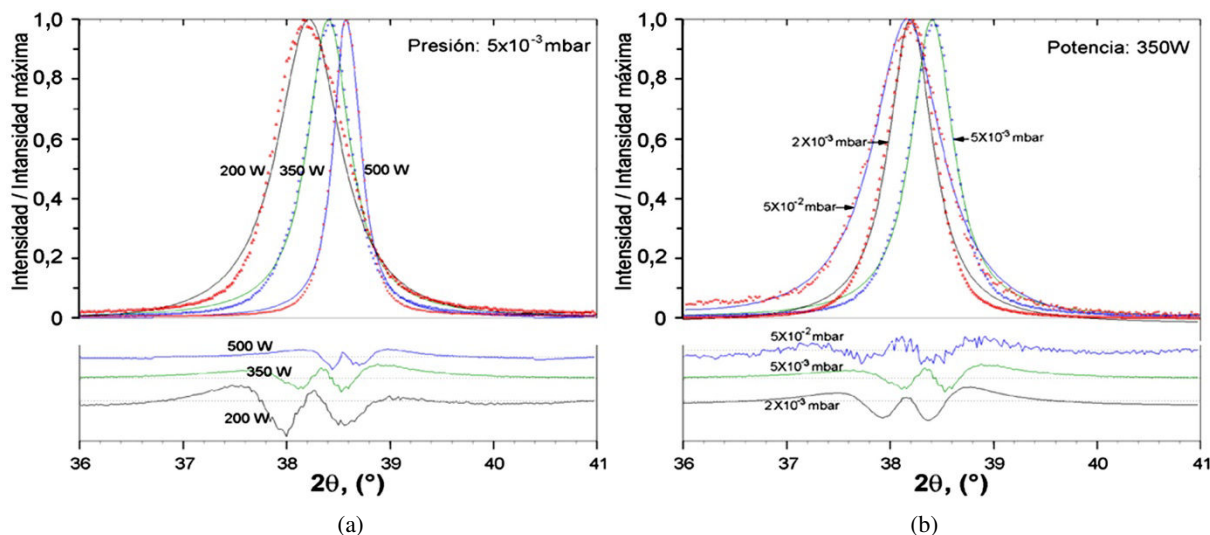 Intensidad / Intansidad máxima
1,0
0,8
0,6
0,4
0,2
0
Presión: 5x10⁻³ mbar
200 W
350 W
500 W
500 W
350 W
200 W
36 37 38 39 40 41
2θ, (°)
(a)
Intensidad / Intansidad máxima
1,0
0,8
0,6
0,4
0,2
0
Potencia: 350W
2X10⁻³ mbar
5X10⁻³ mbar
5X10⁻² mbar
5X10⁻² mbar
5X10⁻³ mbar
2X10⁻³ mbar
36 37 38 39 40 41
2θ, (°)
(b)